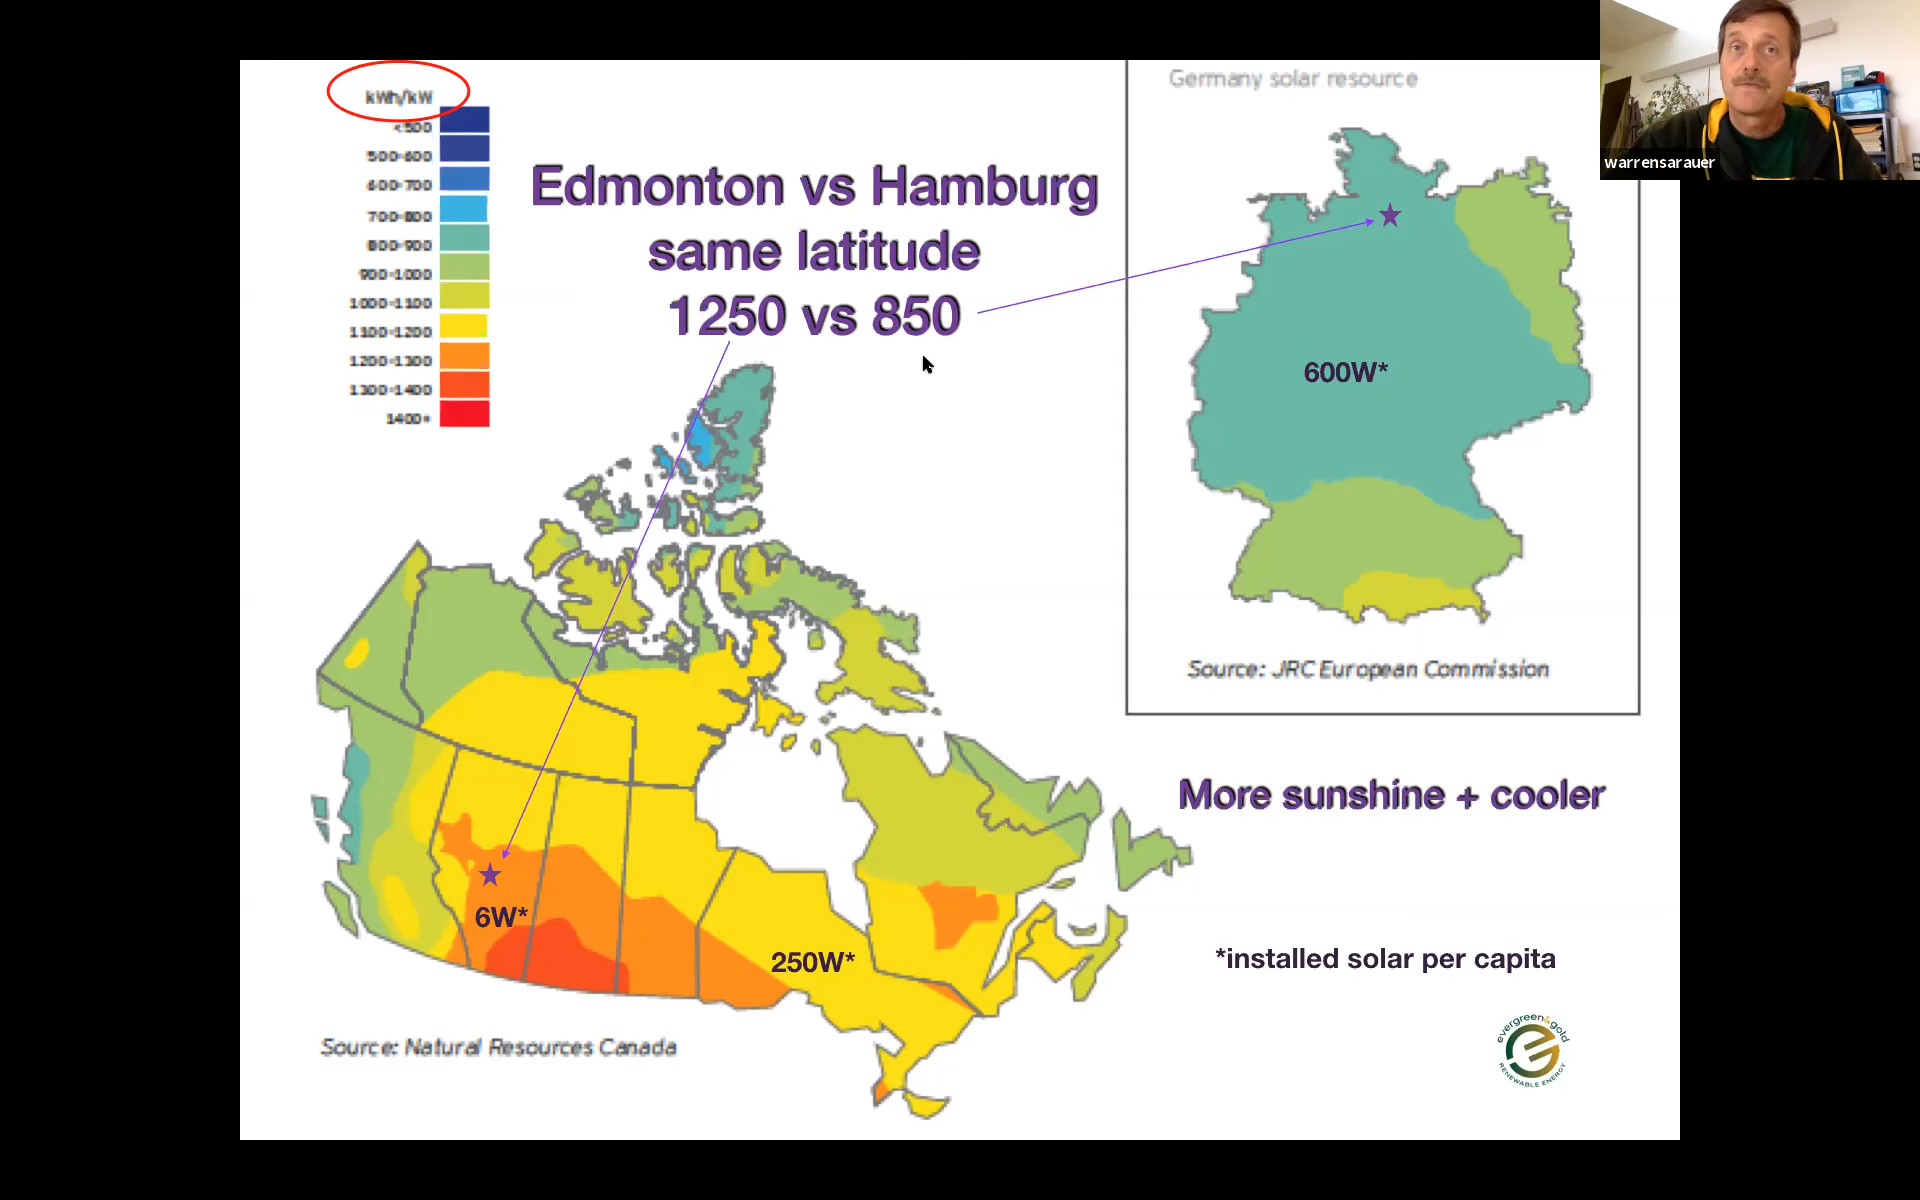 kWh/kW
<500
500-600
600-700
700-800
800-900
900-1000
1000-1100
1100-1200
1200-1300
1300-1400
1400+
Edmonton vs Hamburg
same latitude
1250 vs 850
Germany solar resource
600W*
Source: JRC European Commission
warrensarauer
More sunshine + cooler
6W*
250W*
*installed solar per capita
Source: Natural Resources Canada
evergreen&gold
RENEWABLE ENERGY